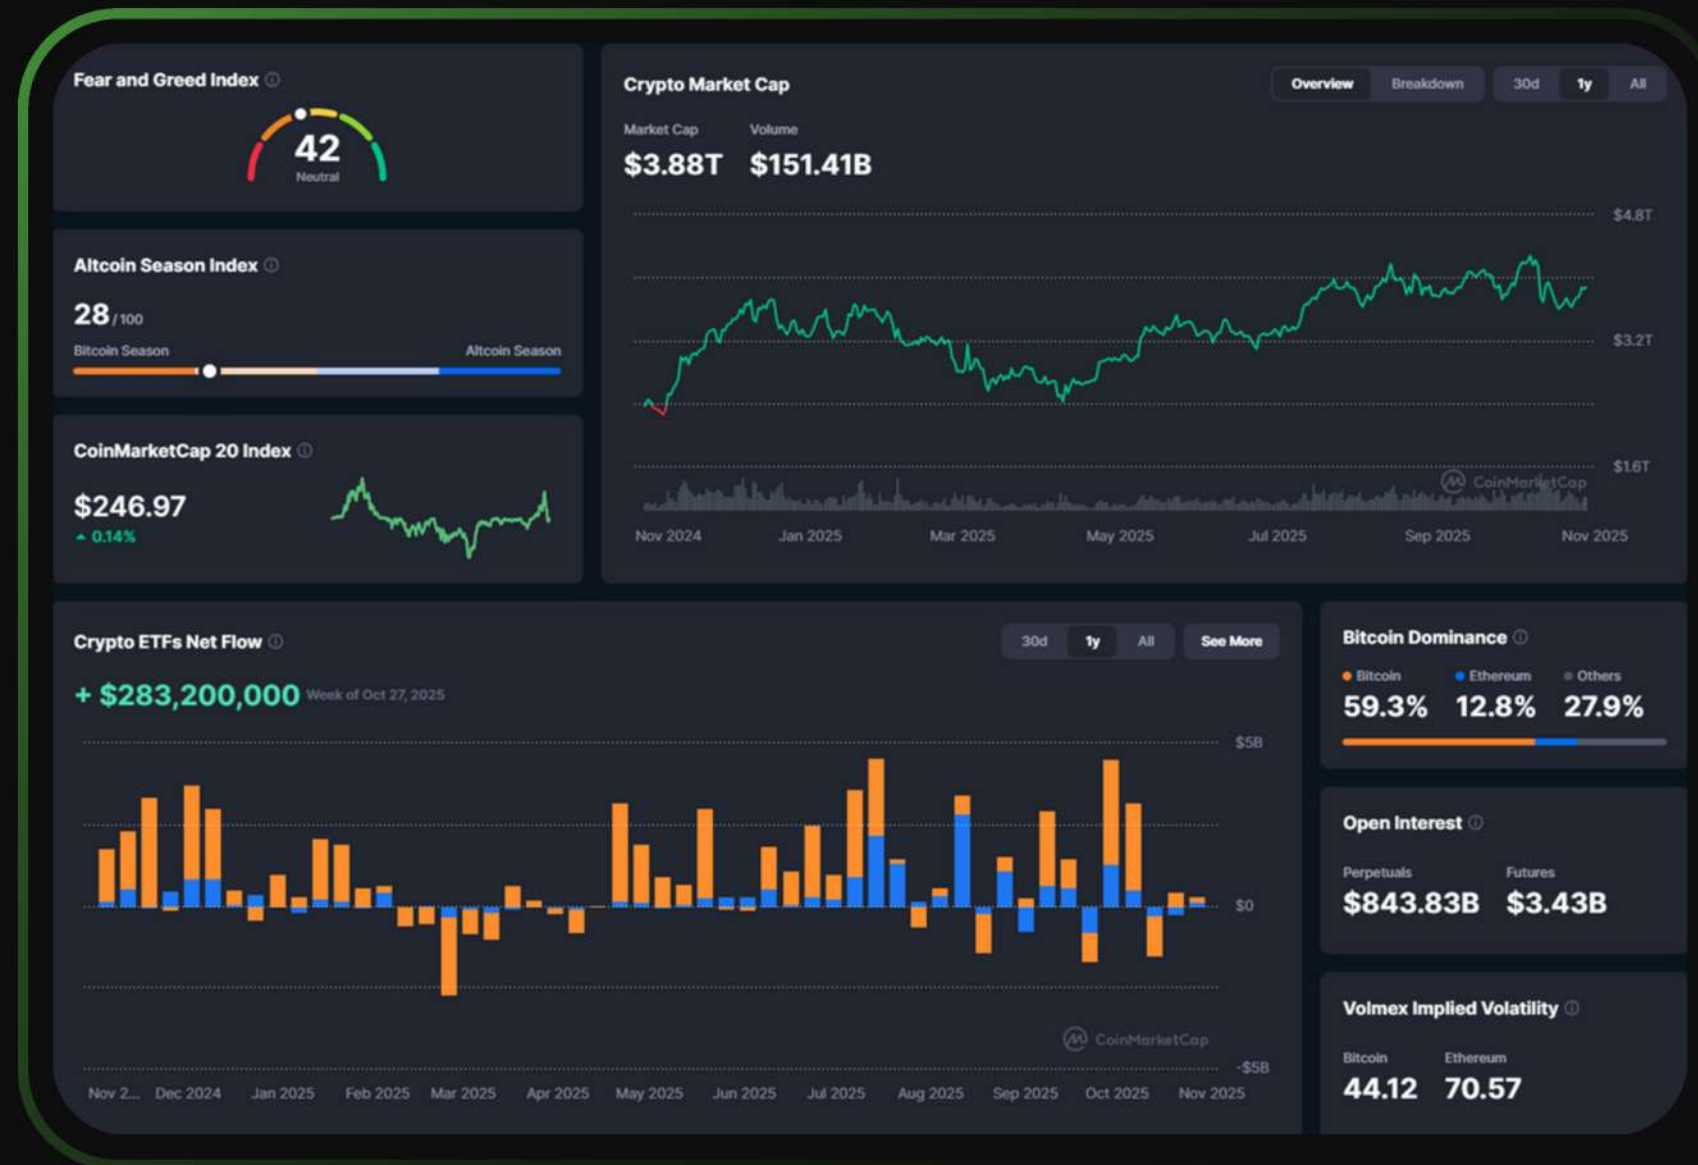 Fear and Greed Index
42
Neutral
Altcoin Season Index
28 / 100
Bitcoin Season Altcoin Season
CoinMarketCap 20 Index
$246.97
0.14%
Crypto Market Cap
Overview Breakdown 30d 1y All
Market Cap Volume
$3.88T $151.41B
$4.8T
$3.2T
$1.6T
CoinMarketCap
Nov 2024 Jan 2025 Mar 2025 May 2025 Jul 2025 Sep 2025 Nov 2025
Crypto ETFs Net Flow
30d 1y All See More
+ $283,200,000 Week of Oct 27, 2025
$5B
$0
CoinMarketCap
-$5B
Nov 2... Dec 2024 Jan 2025 Feb 2025 Mar 2025 Apr 2025 May 2025 Jun 2025 Jul 2025 Aug 2025 Sep 2025 Oct 2025 Nov 2025
Bitcoin Dominance
Bitcoin Ethereum Others
59.3% 12.8% 27.9%
Open Interest
Perpetuals Futures
$843.83B $3.43B
Volmex Implied Volatility
Bitcoin Ethereum
44.12 70.57